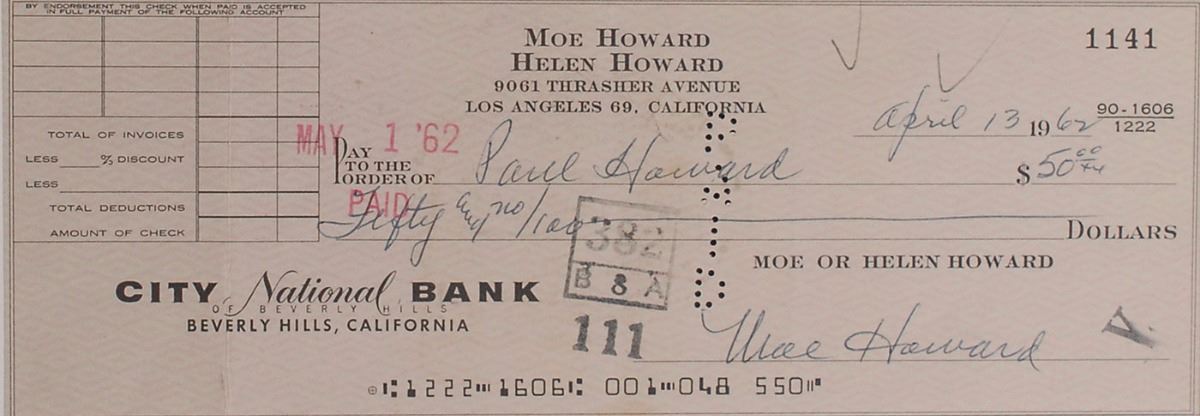 BY ENDORSEMENT THIS CHECK WHEN PAID IS ACCEPTED
IN FULL PAYMENT OF THE FOLLOWING ACCOUNT
MOE HOWARD
HELEN HOWARD
9061 THRASHER AVENUE
LOS ANGELES 69, CALIFORNIA
1141
April 13 1962
90-1606
1222
TOTAL OF INVOICES
LESS % DISCOUNT
LESS
TOTAL DEDUCTIONS
AMOUNT OF CHECK
MAY 1 '62
PAID
PAY
TO THE
ORDER OF Paul Howard $50 00/xx
Fifty and no/100 DOLLARS
382
B 8 A
111
MOE OR HELEN HOWARD
CITY National BANK
OF BEVERLY HILLS
BEVERLY HILLS, CALIFORNIA
Moe Howard
V.
⑆1222⑉1606⑆ 001⑉048 550⑈